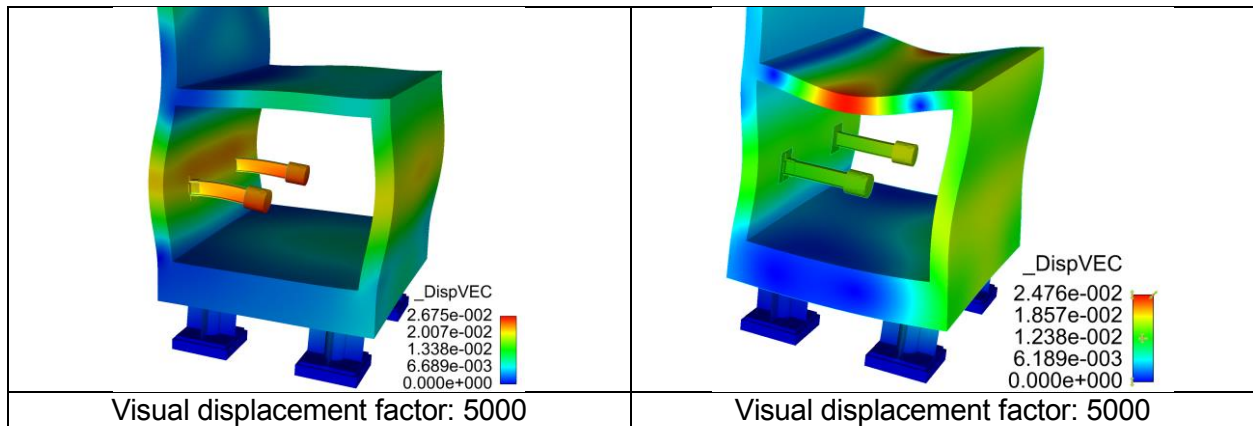 _DispVEC
2.675e-002
2.007e-002
1.338e-002
6.689e-003
0.000e+000
Visual displacement factor: 5000
_DispVEC
2.476e-002
1.857e-002
1.238e-002
6.189e-003
0.000e+000
Visual displacement factor: 5000